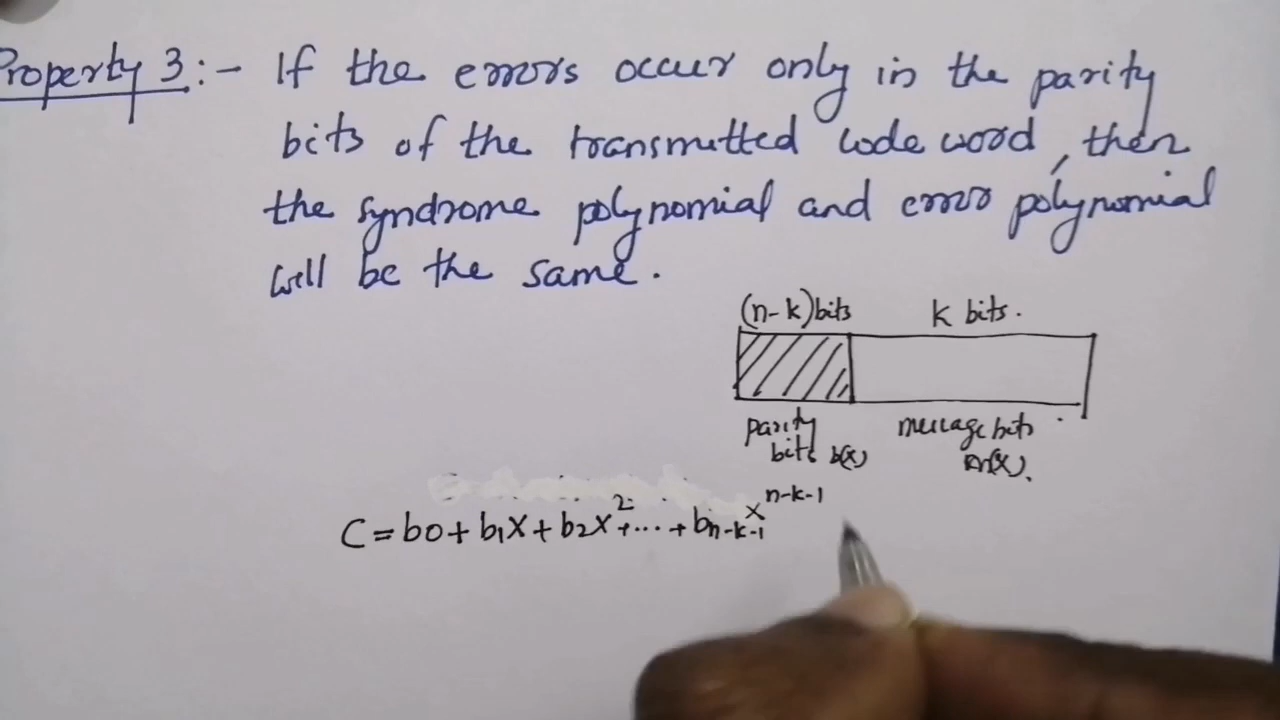 Property 3:- If the errors occur only in the parity
bits of the transmitted code word, then
the syndrome polynomial and error polynomial
will be the same.
(n-k)bits K bits.
parity message bits
bits b(x) m(x).
C = b0 + b₁X + b₂X² + ... + bₙ₋ₖ₋₁ X^(n-k-1)